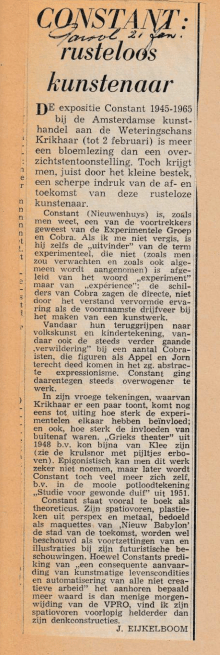 CONSTANT:
Parool 21 jan.
rusteloos
kunstenaar
DE expositie Constant 1945-1965
bij de Amsterdamse kunst-
handel aan de Weteringschans
Krikhaar (tot 2 februari) is meer
een bloemlezing dan een over-
zichtstentoonstelling. Toch krijgt
men, juist door het kleine bestek,
een scherpe indruk van de af- en
toekomst van deze rusteloze
kunstenaar.
Constant (Nieuwenhuys) is, zoals
men weet, een van de voortrekkers
geweest van de Experimentele Groep
en Cobra. Als ik me niet vergis, is
hij zelfs de „uitvinder" van de term
experimenteel, die niet (zoals men
zou verwachten en zoals ook alge-
meen wordt aangenomen) is afge-
leid van het woord „experiment"
maar van „expérience": de schil-
ders van Cobra zagen de directe, niet
door het verstand vervormde erva-
ring als de voornaamste drijfveer bij
het maken van een kunstwerk.
Vandaar hun teruggrijpen naar
volkskunst en kindertekening, van-
daar ook de steeds verder gaande
„verwildering" bij een aantal Cobra-
isten, die figuren als Appel en Jorn
terecht deed komen in het zg. abstrac-
te expressionisme. Constant ging
daarentegen steeds overwogener te
werk.
In zijn vroege tekeningen, waarvan
Krikhaar er een paar toont, komt nog
eens tot uiting hoe sterk de experi-
mentelen elkaar hebben beïnvloed;
en ook, hoe sterk de invloeden van
buitenaf waren. „Grieks theater" uit
1948 b.v. kon bijna van Klee zijn
(zie de krulsnor met pijltjes erbo-
ven). Epigonistisch kan men dit werk
zeker niet noemen, maar later wordt
Constant toch veel meer zich zelf,
b.v. in de mooie potloodtekening
„Studie voor gewonde duif" uit 1951.
Constant staat vooral te boek als
theoreticus. Zijn spatiovoren, plastie-
ken uit perspex en metaal, bedoeld
als maquettes van ,Nieuw Babylon'
de stad van de toekomst, worden wel
beschouwd als voortzettingen van en
illustraties bij zijn futuristische be-
schouwingen. Hoewel Constants predi-
king van „een consequente aanvaar-
ding van kunstmatige levenscondities
en automatisering van alle niet crea-
tieve arbeid" het aanhoren bepaald
meer waard is dan menige morgen-
wijding van de VPRO, vind ik zijn
spatiovoren voorlopig helderder dan
zijn denkconstructies.
J. EIJKELBOOM